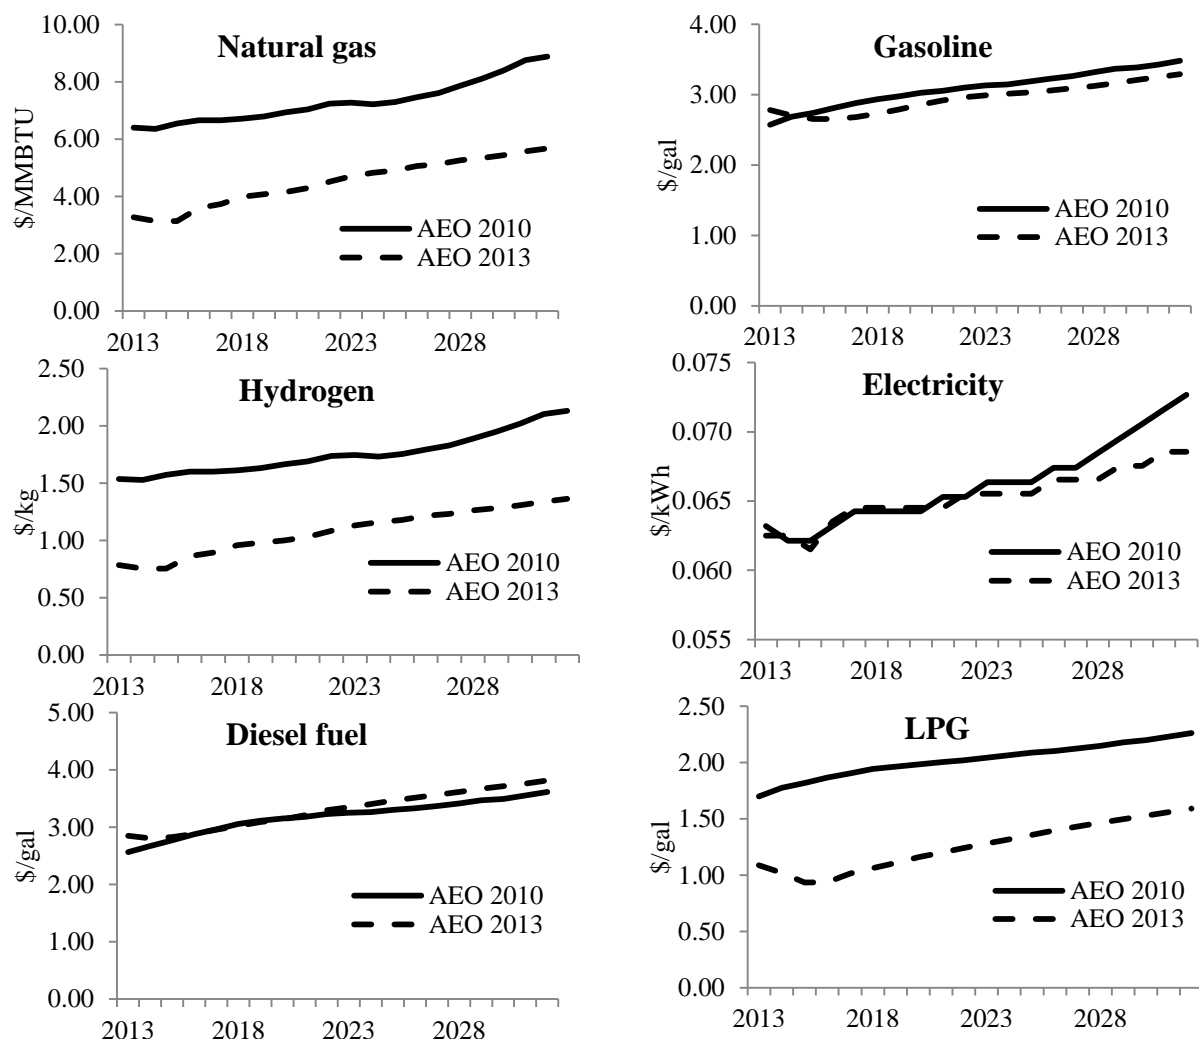 Natural gas
$/MMBTU
10.00
8.00
6.00
4.00
2.00
0.00
AEO 2010
AEO 2013
2013 2018 2023 2028
Gasoline
$/gal
4.00
3.00
2.00
1.00
0.00
AEO 2010
AEO 2013
2013 2018 2023 2028
Hydrogen
$/kg
2.50
2.00
1.50
1.00
0.50
0.00
AEO 2010
AEO 2013
2013 2018 2023 2028
Electricity
$/kWh
0.075
0.070
0.065
0.060
0.055
AEO 2010
AEO 2013
2013 2018 2023 2028
Diesel fuel
$/gal
5.00
4.00
3.00
2.00
1.00
0.00
AEO 2010
AEO 2013
2013 2018 2023 2028
LPG
$/gal
2.50
2.00
1.50
1.00
0.50
0.00
AEO 2010
AEO 2013
2013 2018 2023 2028